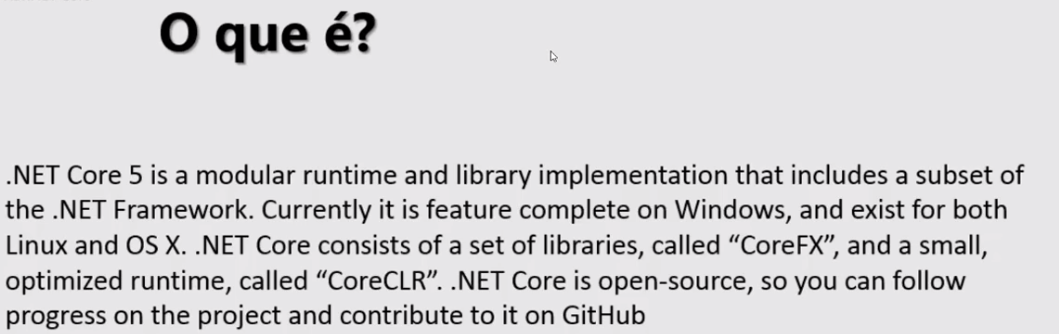 O que é?
.NET Core 5 is a modular runtime and library implementation that includes a subset of
the .NET Framework. Currently it is feature complete on Windows, and exist for both
Linux and OS X. .NET Core consists of a set of libraries, called “CoreFX”, and a small,
optimized runtime, called “CoreCLR”. .NET Core is open-source, so you can follow
progress on the project and contribute to it on GitHub